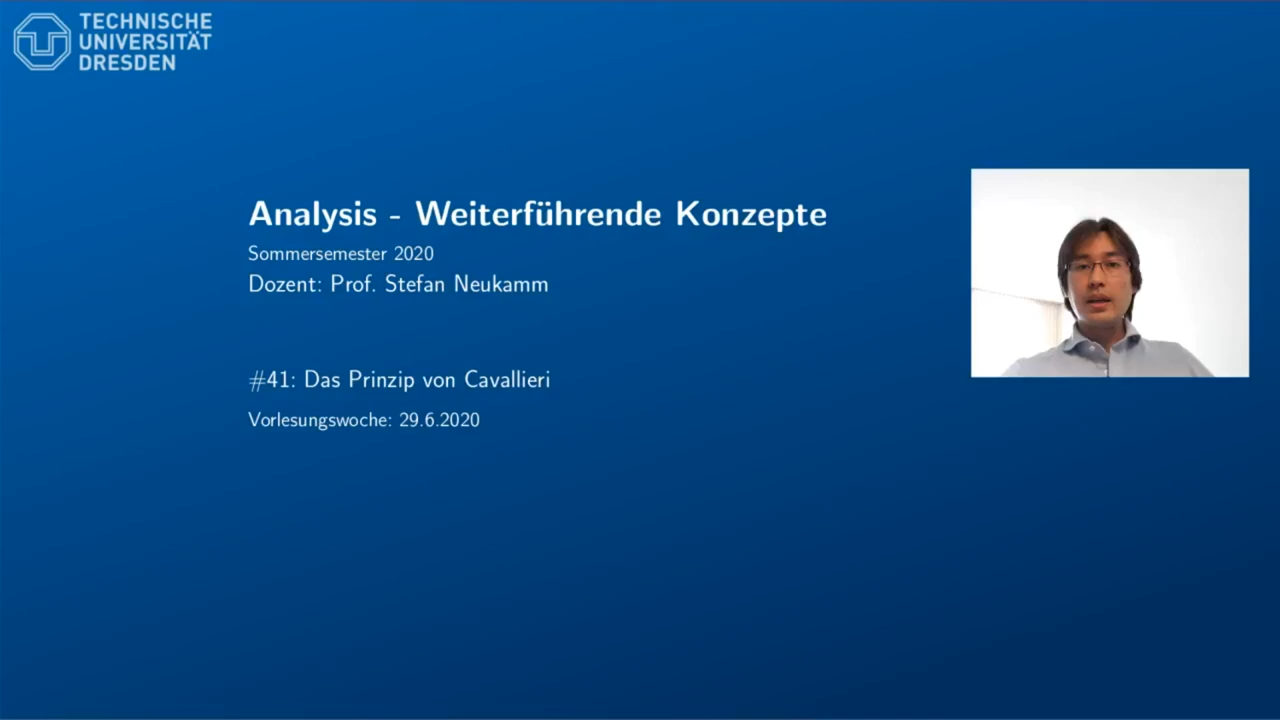 TECHNISCHE
UNIVERSITÄT
DRESDEN
Analysis - Weiterführende Konzepte
Sommersemester 2020
Dozent: Prof. Stefan Neukamm
#41: Das Prinzip von Cavallieri
Vorlesungswoche: 29.6.2020